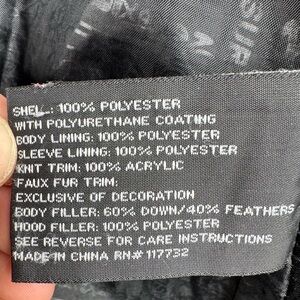 SHELL: 100% POLYESTER
WITH POLYURETHANE COATING
BODY LINING: 100% POLYESTER
SLEEVE LINING: 100% POLYESTER
KNIT TRIM: 100% ACRYLIC
FAUX FUR TRIM:
EXCLUSIVE OF DECORATION
BODY FILLER: 60% DOWN/40% FEATHERS
HOOD FILLER: 100% POLYESTER
SEE REVERSE FOR CARE INSTRUCTIONS
MADE IN CHINA RN# 117732